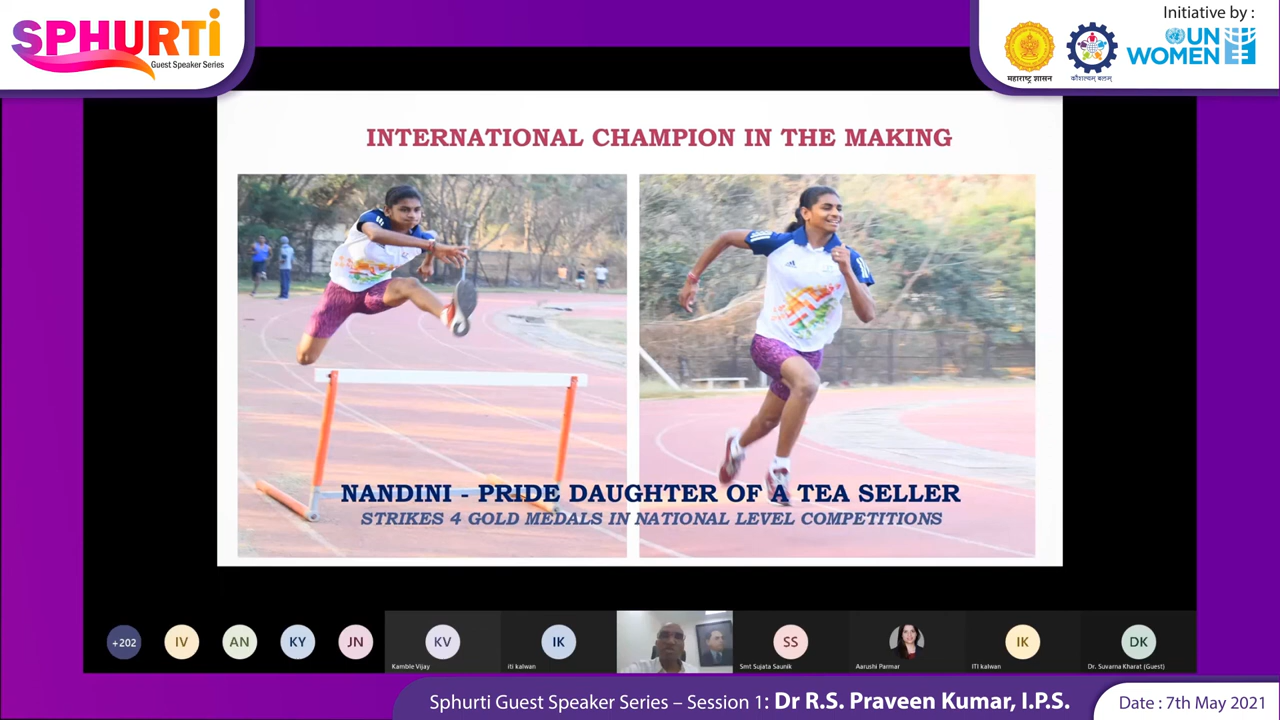 SPHURTI
Guest Speaker Series
Initiative by :
महाराष्ट्र शासन
कौशल्यम् बलम्
UN
WOMEN
INTERNATIONAL CHAMPION IN THE MAKING
NANDINI - PRIDE DAUGHTER OF A TEA SELLER
STRIKES 4 GOLD MEDALS IN NATIONAL LEVEL COMPETITIONS
+202
IV
AN
KY
JN
KV
IK
SS
IK
DK
Kamble Vijay
iti kalwan
Smt Sujata Saunik
Aarushi Parmar
ITI kalwan
Dr. Suvarna Kharat (Guest)
Sphurti Guest Speaker Series – Session 1: Dr R.S. Praveen Kumar, I.P.S.
Date : 7th May 2021